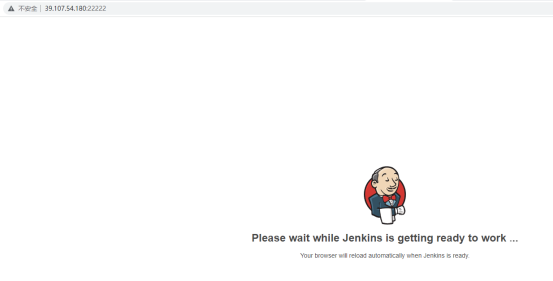 不安全 39.107.54.180:22222
Please wait while Jenkins is getting ready to work ...
Your browser will reload automatically when Jenkins is ready.